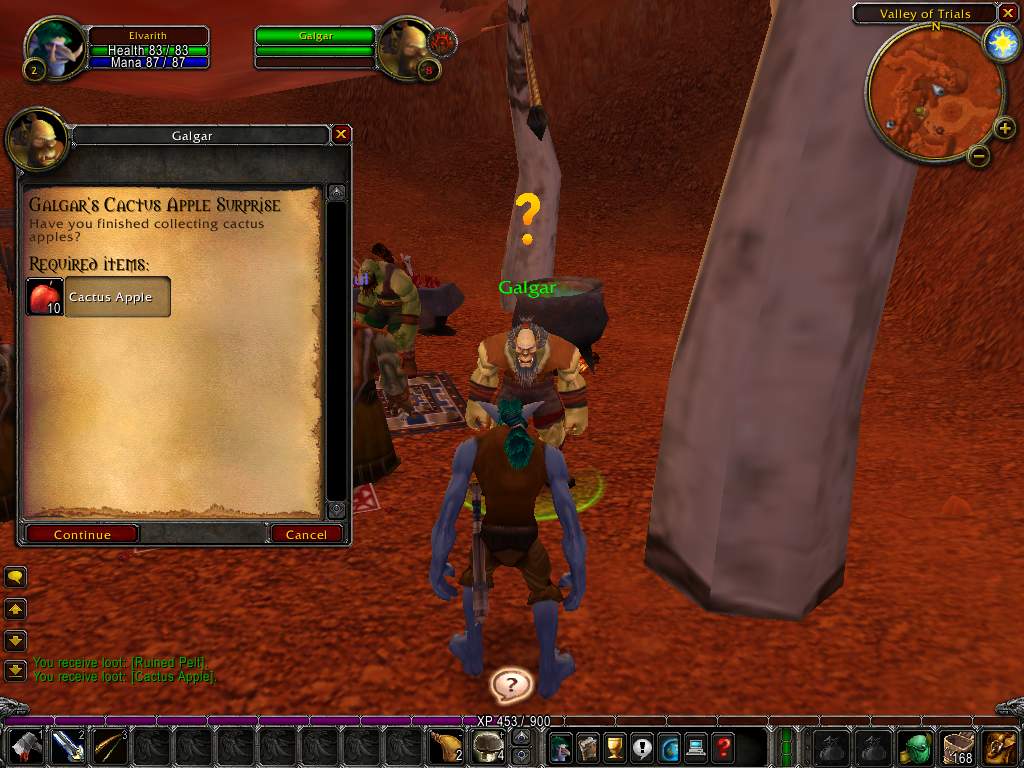 Elvarith
Health 83 / 83
Mana 87 / 87
2
Galgar
8
Valley of Trials
N
Galgar
Galgar's Cactus Apple Surprise
Have you finished collecting cactus
apples?
Required items:
10
Cactus Apple
Continue
Cancel
?
Galgar
You receive loot: [Ruined Pelt].
You receive loot: [Cactus Apple].
?
XP 453 / 900
2
3
2
4
!
?
168